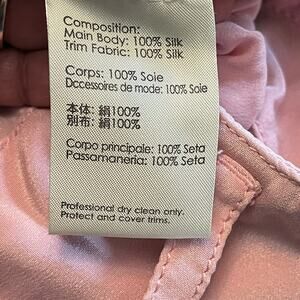 Composition:
Main Body: 100% Silk
Trim Fabric: 100% Silk
Corps: 100% Soie
Dccessoires de mode: 100% Soie
本体: 絹100%
別布: 絹100%
Corpo principale: 100% Seta
Passamaneria: 100% Seta
Professional dry clean only.
Protect and cover trims.